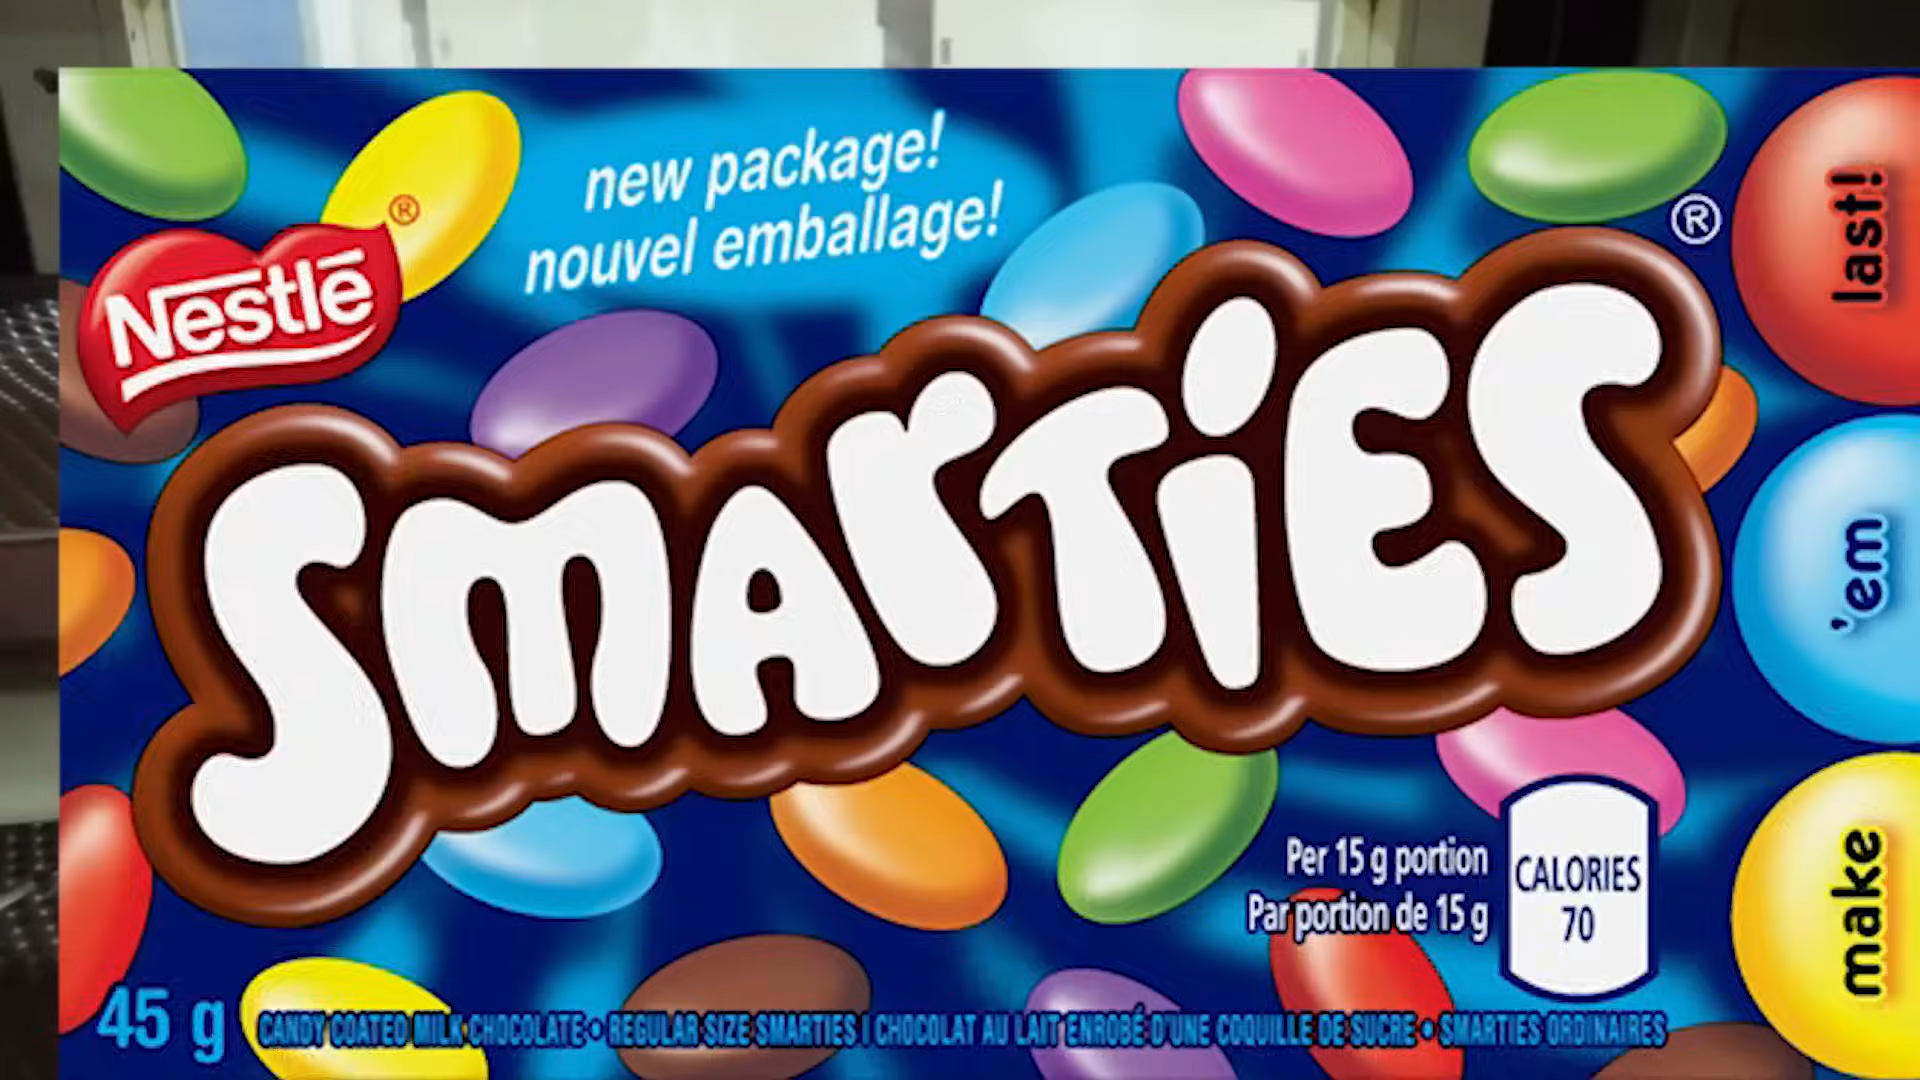 new package!
nouvel emballage!
®
Nestlé
®
SMARTiES
Per 15 g portion
Par portion de 15 g
CALORIES
70
45 g
CANDY COATED MILK CHOCOLATE • REGULAR SIZE SMARTIES | CHOCOLAT AU LAIT ENROBÉ D'UNE COQUILLE DE SUCRE • SMARTIES ORDINAIRES
make
'em
last!